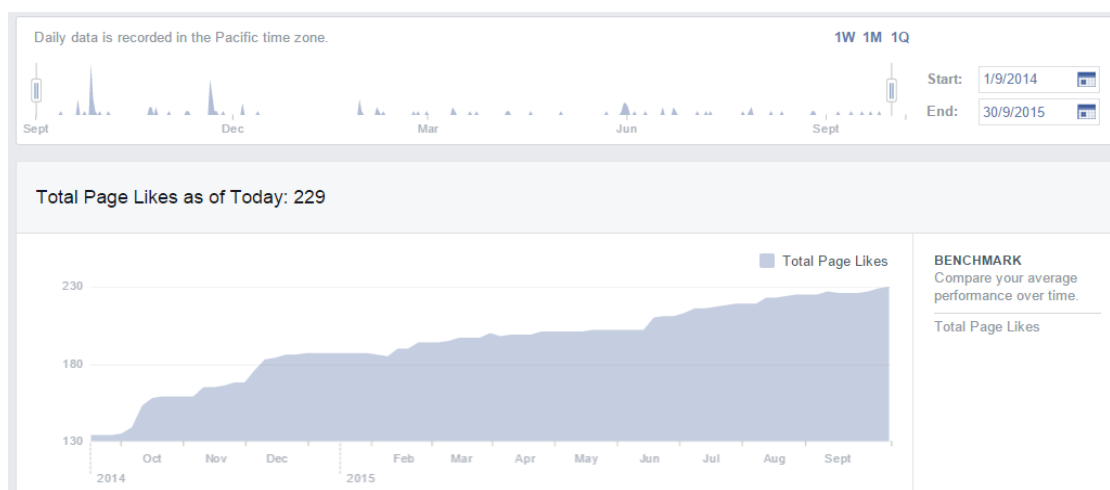 Daily data is recorded in the Pacific time zone.
1W 1M 1Q
Start: 1/9/2014
End: 30/9/2015
Sept Dec Mar Jun Sept
Total Page Likes as of Today: 229
Total Page Likes
BENCHMARK
Compare your average
performance over time.
Total Page Likes
230
180
130
Oct Nov Dec Feb Mar Apr May Jun Jul Aug Sept
2014 2015